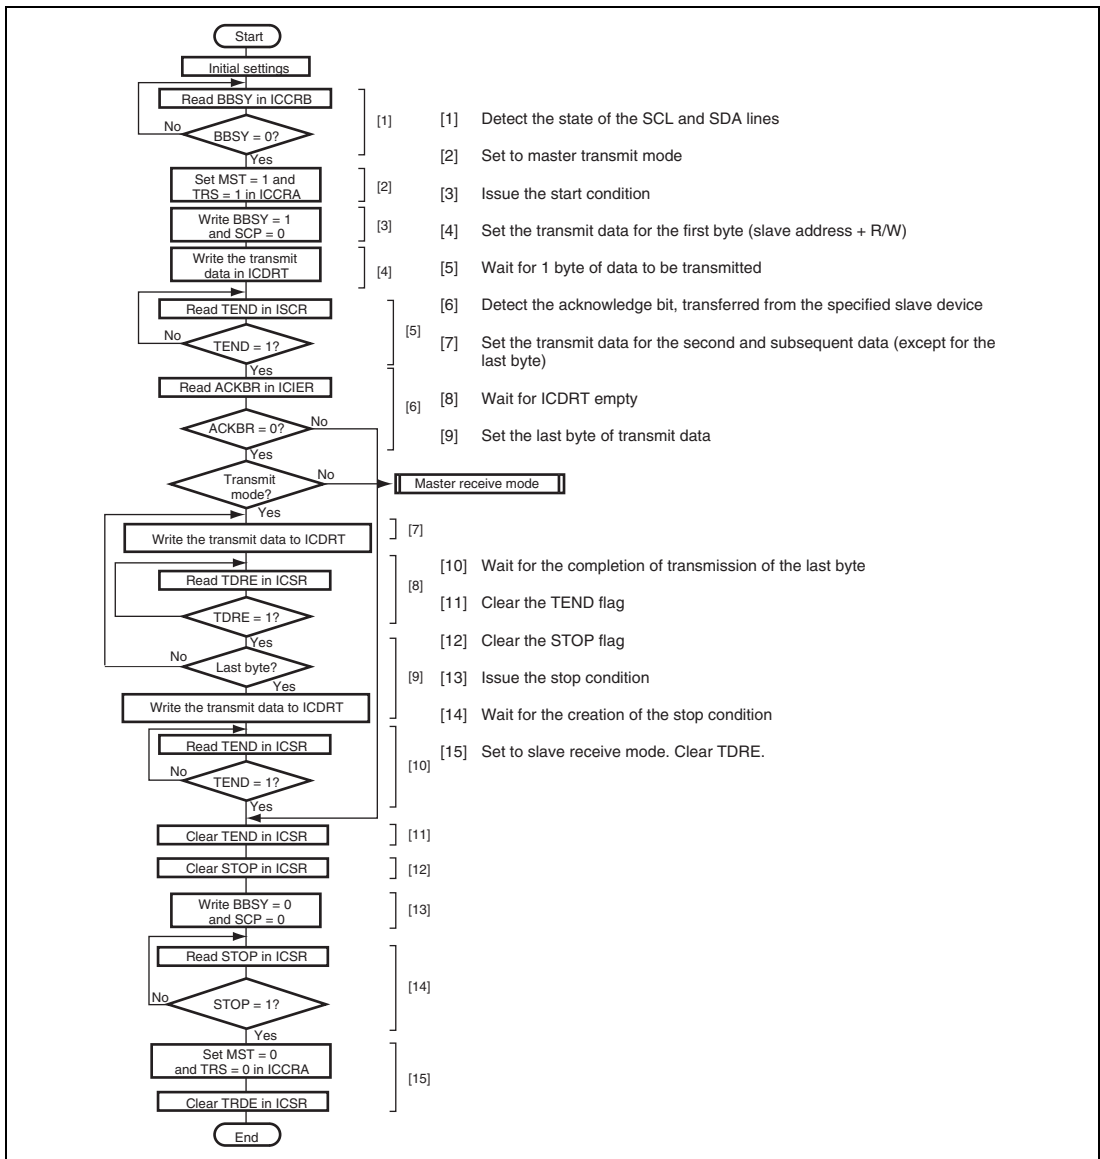 Start
Initial settings
Read BBSY in ICCRB
No
BBSY = 0?
Yes
[1]
Set MST = 1 and
TRS = 1 in ICCRA
[2]
Write BBSY = 1
and SCP = 0
[3]
Write the transmit
data in ICDRT
[4]
Read TEND in ISCR
No
TEND = 1?
Yes
[5]
Read ACKBR in ICIER
[6]
ACKBR = 0?
No
Yes
Transmit
mode?
No
Master receive mode
Yes
Write the transmit data to ICDRT
[7]
Read TDRE in ICSR
[8]
TDRE = 1?
Yes
No
Last byte?
Yes
[9]
Write the transmit data to ICDRT
Read TEND in ICSR
No
TEND = 1?
[10]
Yes
Clear TEND in ICSR
[11]
Clear STOP in ICSR
[12]
Write BBSY = 0
and SCP = 0
[13]
Read STOP in ICSR
No
STOP = 1?
[14]
Yes
Set MST = 0
and TRS = 0 in ICCRA
[15]
Clear TRDE in ICSR
End
[1] Detect the state of the SCL and SDA lines
[2] Set to master transmit mode
[3] Issue the start condition
[4] Set the transmit data for the first byte (slave address + R/W)
[5] Wait for 1 byte of data to be transmitted
[6] Detect the acknowledge bit, transferred from the specified slave device
[7] Set the transmit data for the second and subsequent data (except for the
last byte)
[8] Wait for ICDRT empty
[9] Set the last byte of transmit data
[10] Wait for the completion of transmission of the last byte
[11] Clear the TEND flag
[12] Clear the STOP flag
[13] Issue the stop condition
[14] Wait for the creation of the stop condition
[15] Set to slave receive mode. Clear TDRE.